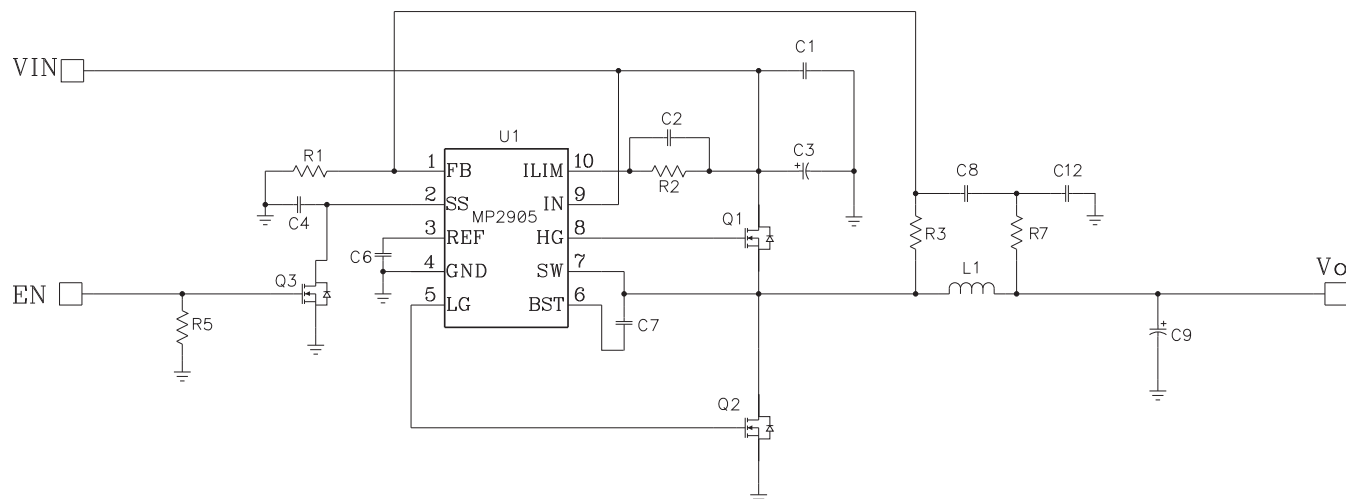 C1
VIN
U1
C2
C3
R1
1 FB
ILIM 10
R2
C8
C12
2 SS
IN 9
C4
MP2905
Q1
3 REF
HG 8
R3
R7
C6
4 GND
SW 7
Q3
L1
Vo
EN
5 LG
BST 6
R5
C7
C9
Q2